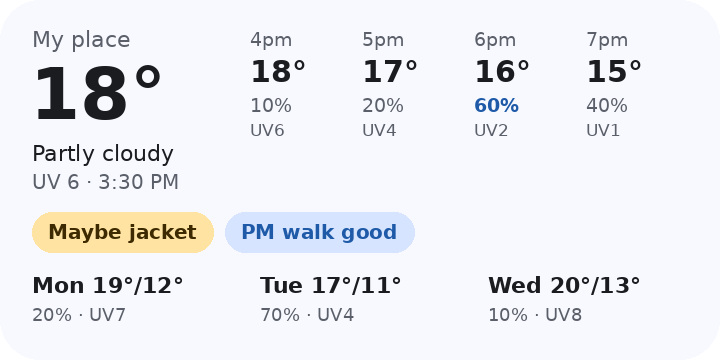 My place
18°
Partly cloudy
UV 6 · 3:30 PM
4pm 5pm 6pm 7pm
18° 17° 16° 15°
10% 20% 60% 40%
UV6 UV4 UV2 UV1
Maybe jacket PM walk good
Mon 19°/12° Tue 17°/11° Wed 20°/13°
20% · UV7 70% · UV4 10% · UV8